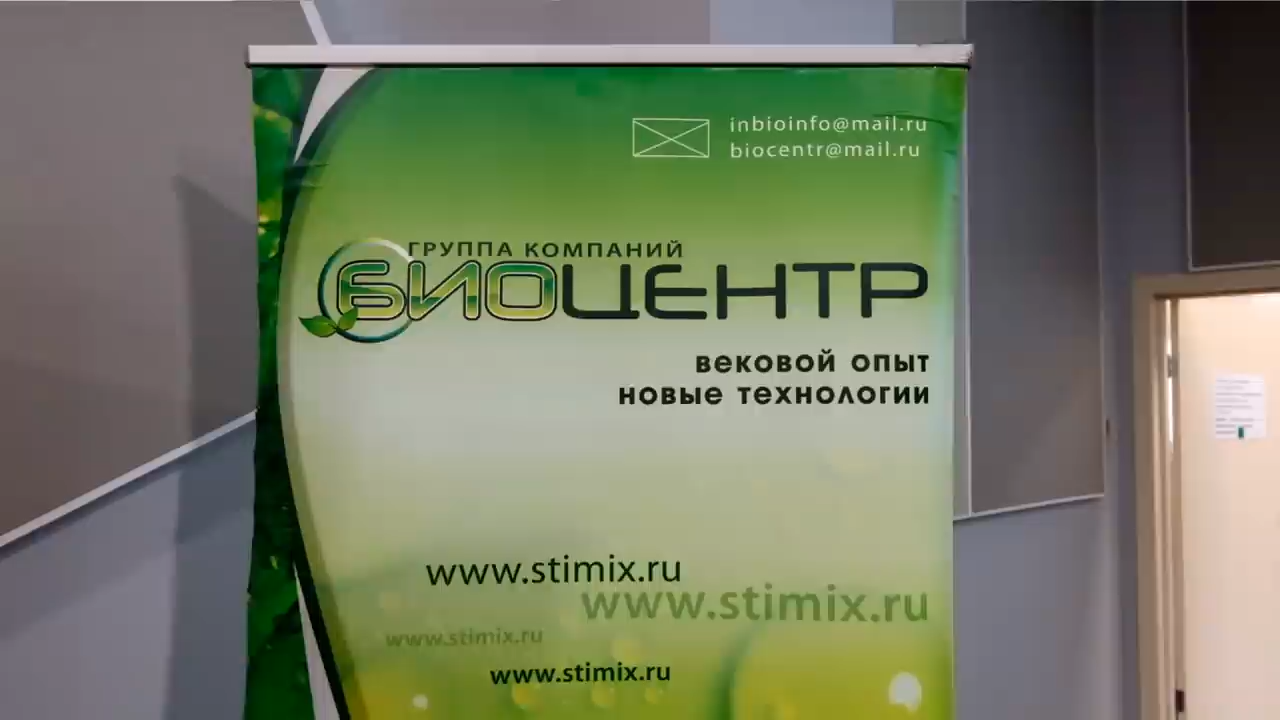 inbioinfo@mail.ru
biocentr@mail.ru
ГРУППА КОМПАНИЙ
БИОЦЕНТР
вековой опыт
новые технологии
www.stimix.ru
www.stimix.ru
www.stimix.ru
www.stimix.ru